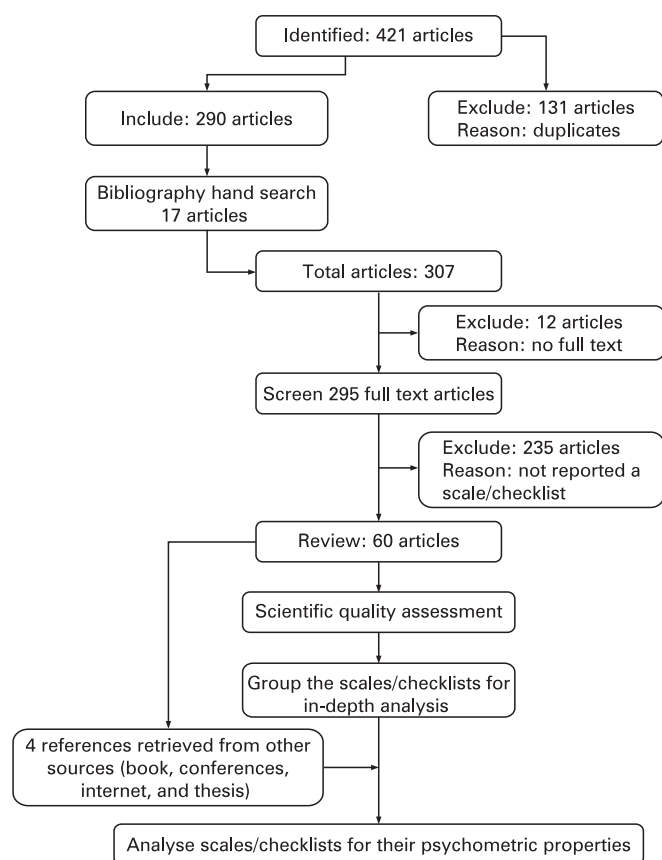 Identified: 421 articles
Include: 290 articles
Exclude: 131 articles
Reason: duplicates
Bibliography hand search
17 articles
Total articles: 307
Exclude: 12 articles
Reason: no full text
Screen 295 full text articles
Exclude: 235 articles
Reason: not reported a
scale/checklist
Review: 60 articles
Scientific quality assessment
Group the scales/checklists for
in-depth analysis
4 references retrieved from other
sources (book, conferences,
internet, and thesis)
Analyse scales/checklists for their psychometric properties